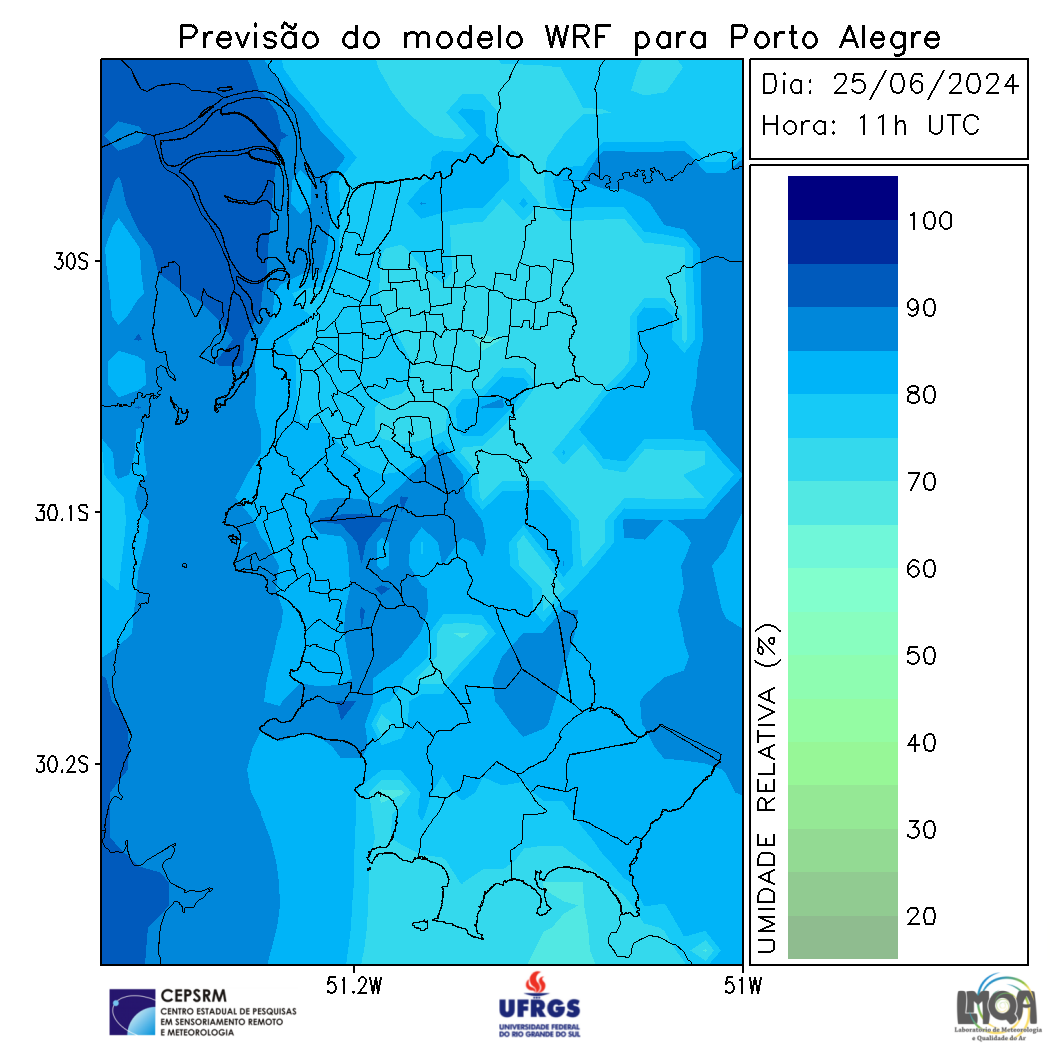 Previsão do modelo WRF para Porto Alegre
Dia: 25/06/2024
Hora: 11h UTC
100
90
80
70
60
50
40
30
20
UMIDADE RELATIVA (%)
30S
30.1S
30.2S
51.2W
51W
CEPSRM
CENTRO ESTADUAL DE PESQUISAS
EM SENSORIAMENTO REMOTO
E METEOROLOGIA
UFRGS
UNIVERSIDADE FEDERAL
DO RIO GRANDE DO SUL
LMQA
Laboratório de Meteorologia
e Qualidade do Ar